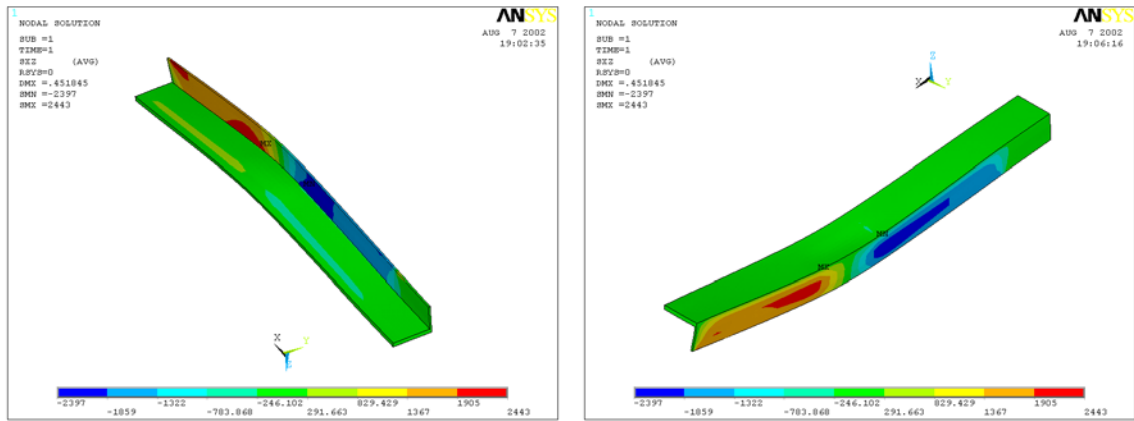 1
ANSYS
NODAL SOLUTION
AUG 7 2002
19:02:35
SUB =1
TIME=1
SXZ (AVG)
RSYS=0
DMX =.451845
SMN =-2397
SMX =2443
MX
X
Y
Z
-2397
-1859
-1322
-783.868
-246.102
291.663
829.429
1367
1905
2443
1
ANSYS
NODAL SOLUTION
AUG 7 2002
19:06:16
SUB =1
TIME=1
SXZ (AVG)
RSYS=0
DMX =.451845
SMN =-2397
SMX =2443
Z
X
Y
MN
MX
-2397
-1859
-1322
-783.868
-246.102
291.663
829.429
1367
1905
2443